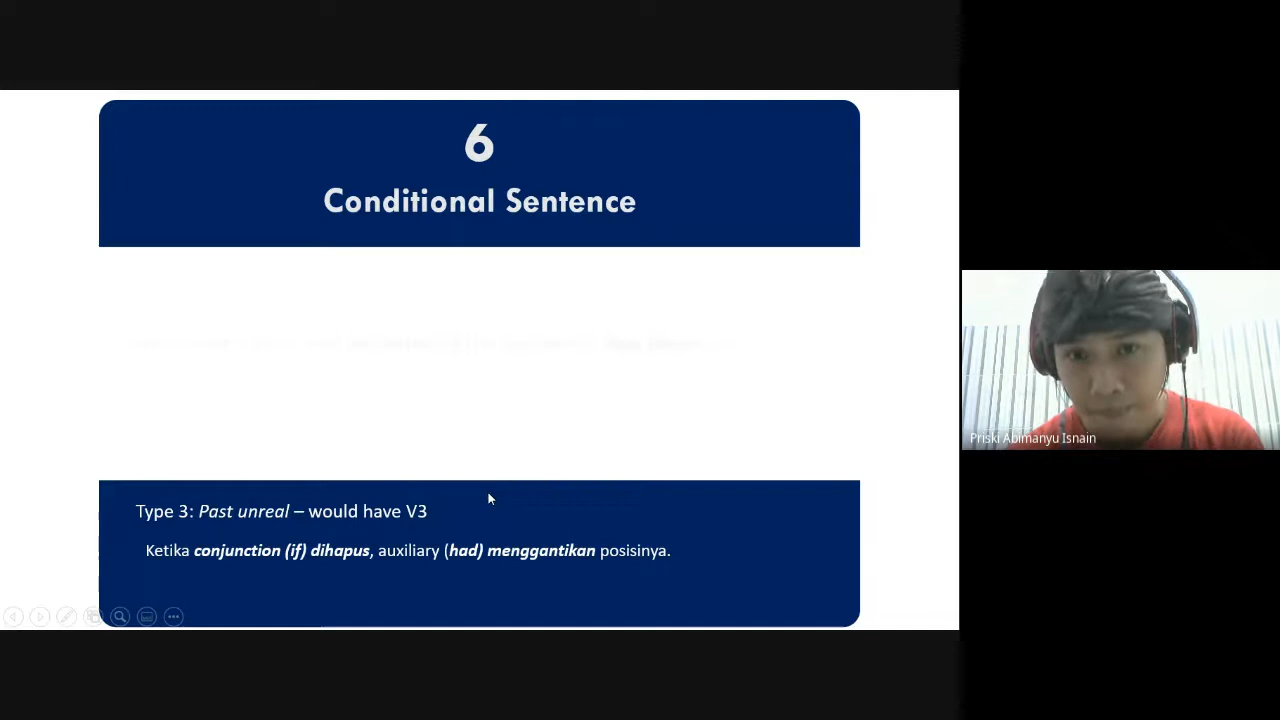 6
Conditional Sentence
Type 3: Past unreal – would have V3
Ketika conjunction (if) dihapus, auxiliary (had) menggantikan posisinya.
Priski Abimanyu Isnain